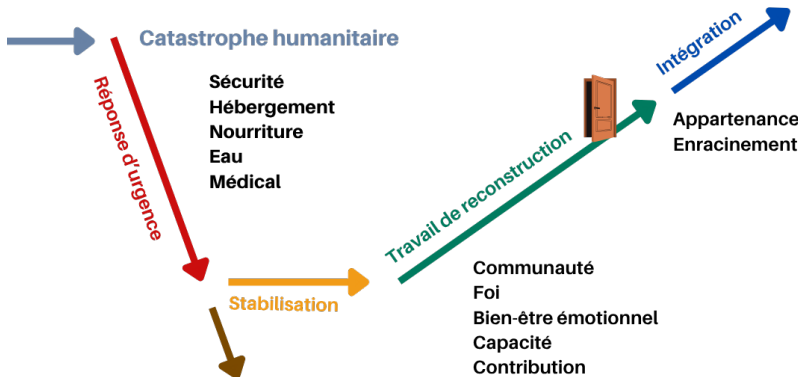 Catastrophe humanitaire
Réponse d'urgence
Sécurité
Hébergement
Nourriture
Eau
Médical
Stabilisation
Travail de reconstruction
Communauté
Foi
Bien-être émotionnel
Capacité
Contribution
Intégration
Appartenance
Enracinement